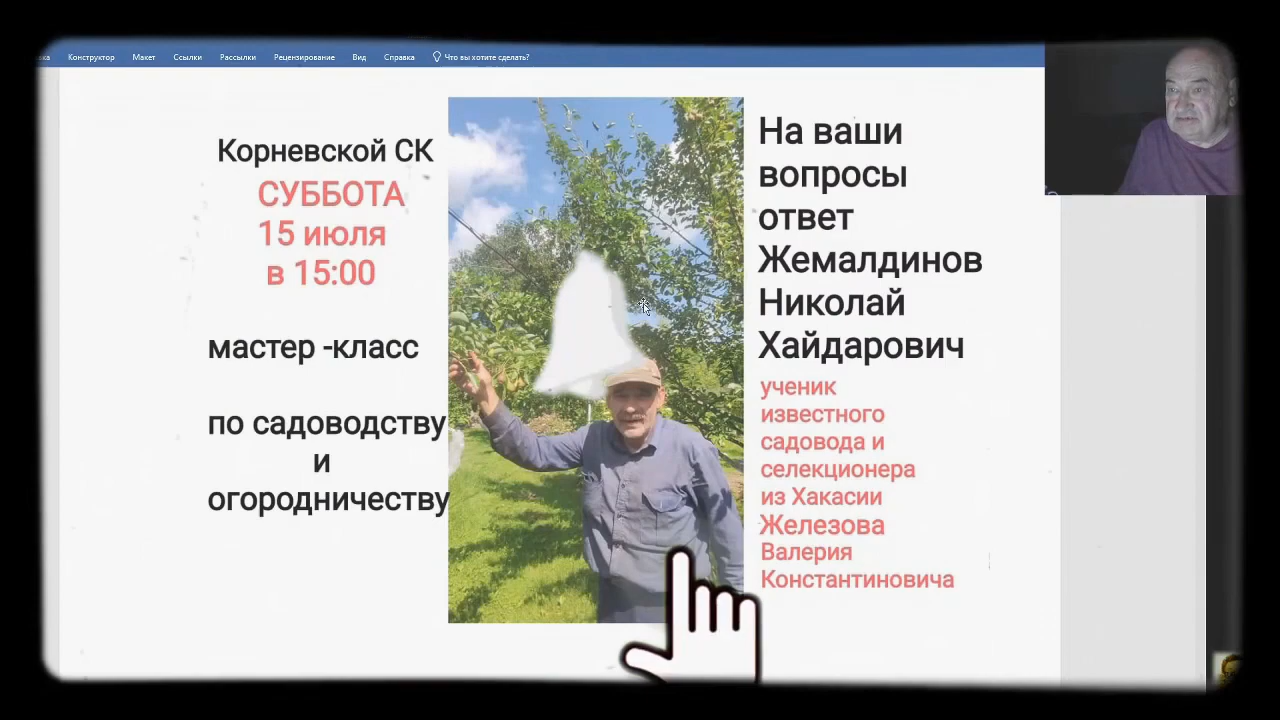 Конструктор
Макет
Ссылки
Рассылки
Рецензирование
Вид
Справка
Что вы хотите сделать?
Корневской СК
СУББОТА
15 июля
в 15:00
мастер -класс
по садоводству
и
огородничеству
На ваши
вопросы
ответ
Жемалдинов
Николай
Хайдарович
ученик
известного
садовода и
селекционера
из Хакасии
Железова
Валерия
Константиновича